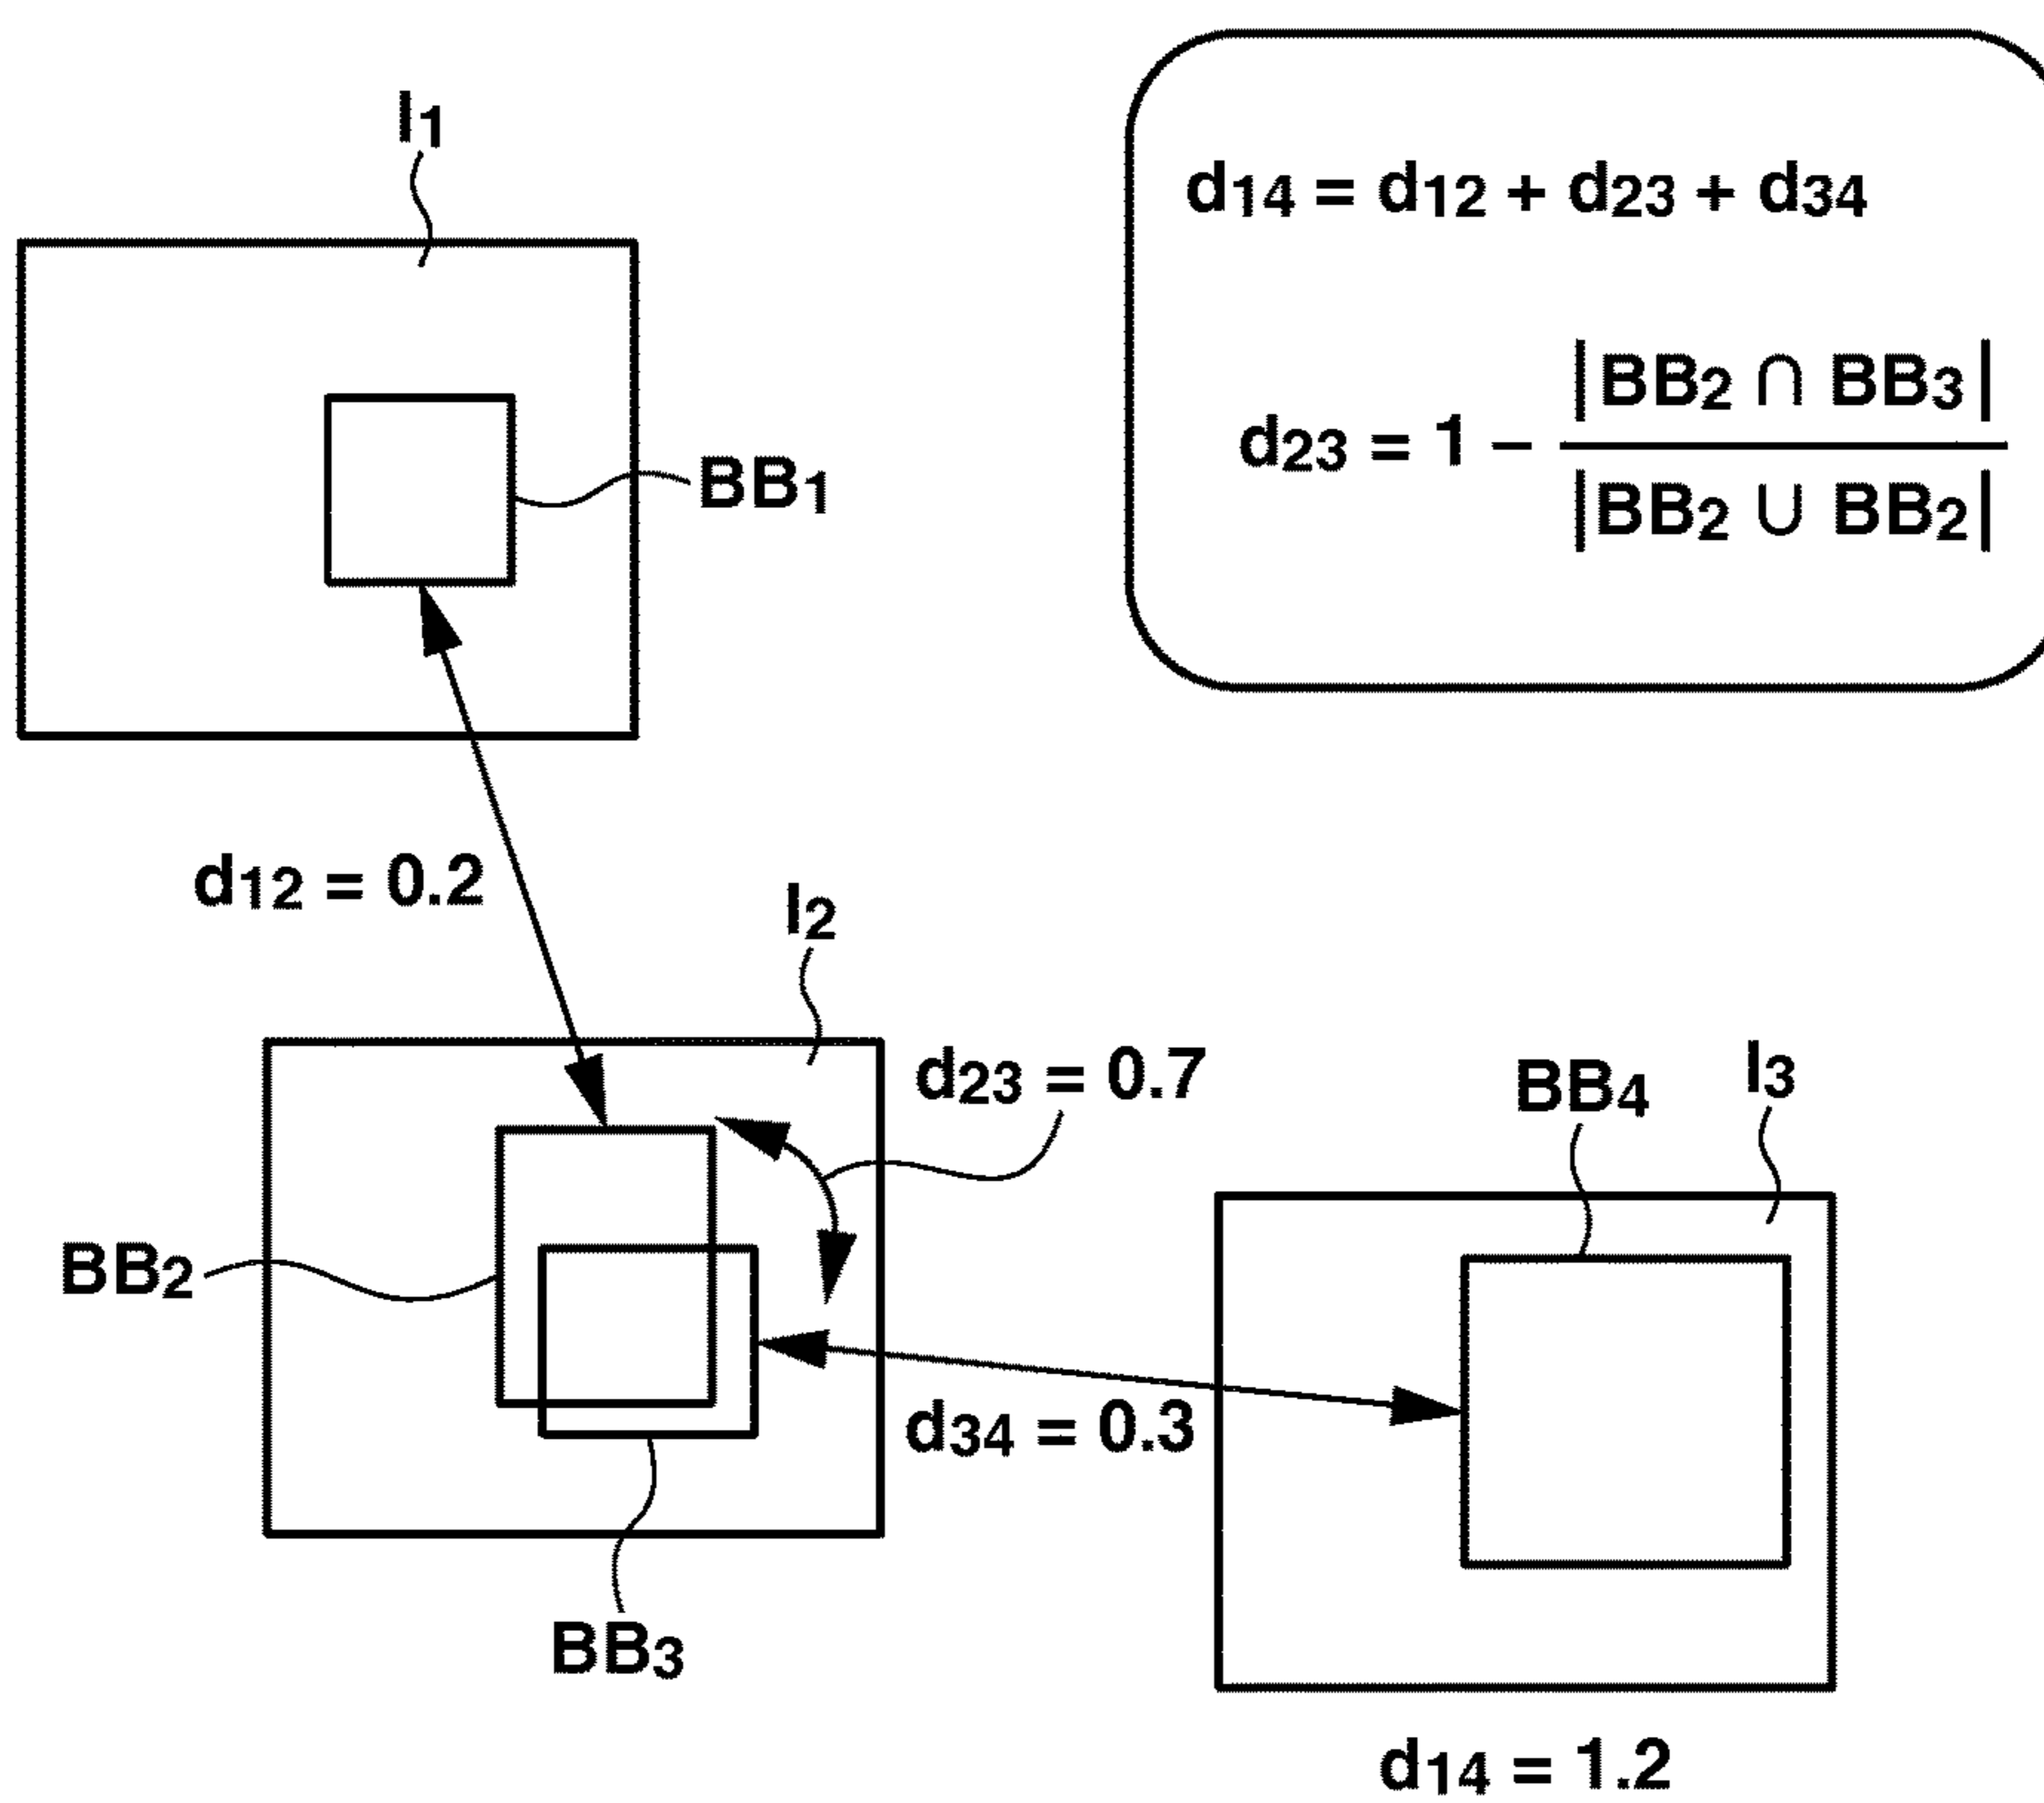 I1
d14 = d12 + d23 + d34
d23 = 1 − |BB2 ∩ BB3|
|BB2 ∪ BB2|
BB1
d12 = 0.2
I2
d23 = 0.7
BB4
I3
BB2
d34 = 0.3
BB3
d14 = 1.2